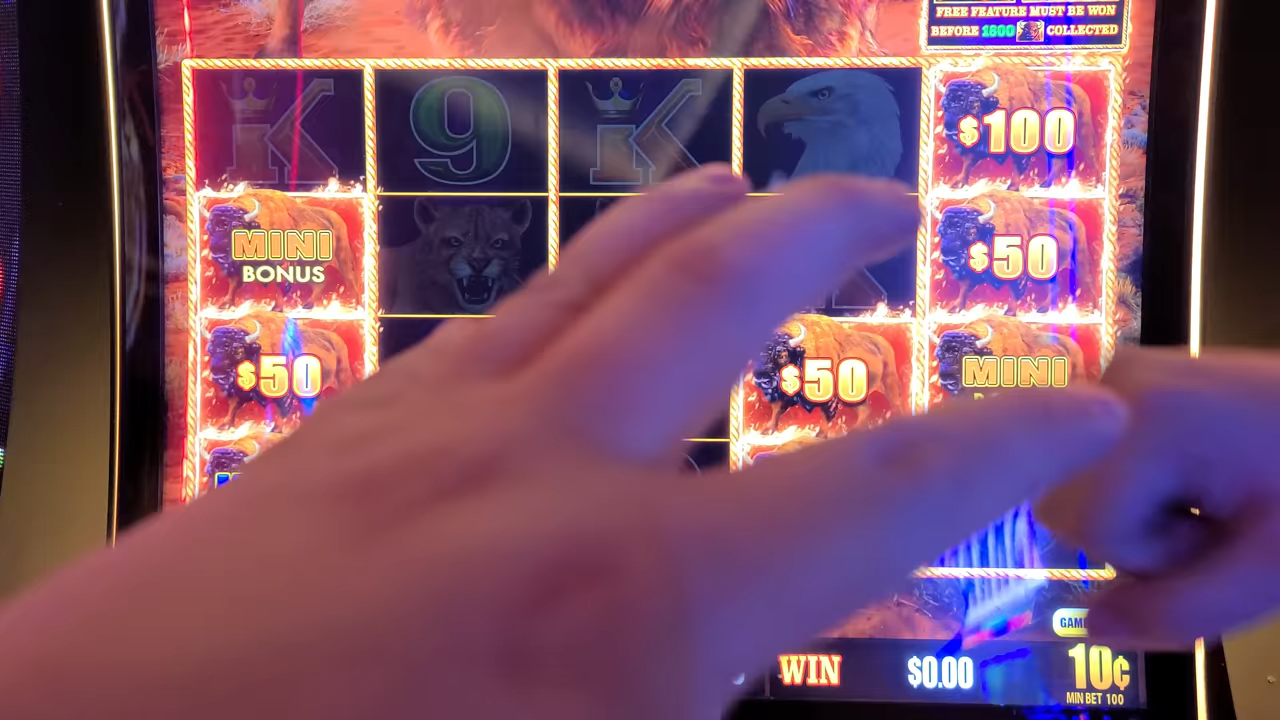 FREE FEATURE MUST BE WON
BEFORE 1800 COLLECTED
K 9 K $100
MINI
BONUS
$50
$50
$50
MINI
WIN $0.00 10¢
MIN BET 100